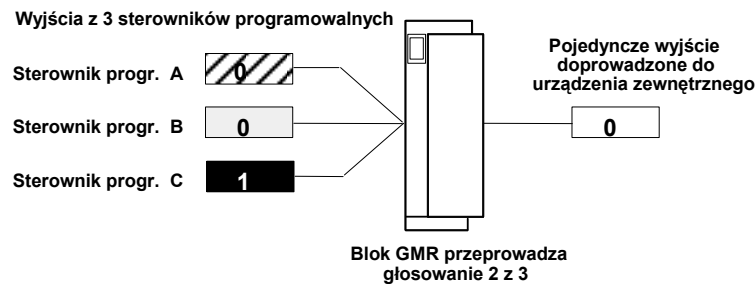 Wyjścia z 3 sterowników programowalnych
Sterownik progr. A
0
Sterownik progr. B
0
Sterownik progr. C
1
Pojedyncze wyjście
doprowadzone do
urządzenia zewnętrznego
0
Blok GMR przeprowadza
głosowanie 2 z 3